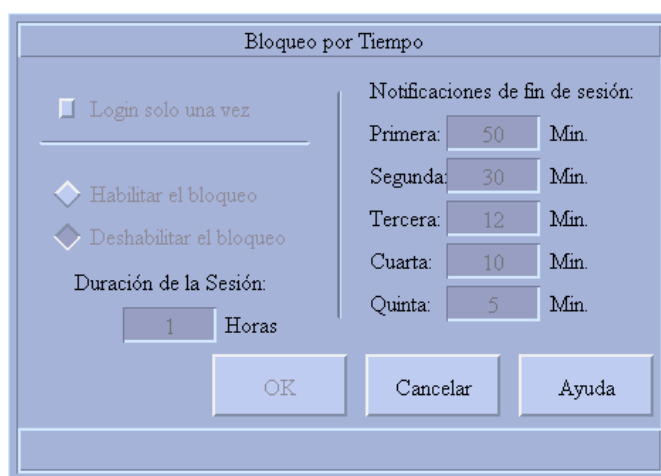 Bloqueo por Tiempo
Login solo una vez
Habilitar el bloqueo
Deshabilitar el bloqueo
Duración de la Sesión:
1 Horas
Notificaciones de fin de sesión:
Primera: 50 Min.
Segunda: 30 Min.
Tercera: 12 Min.
Cuarta: 10 Min.
Quinta: 5 Min.
OK Cancelar Ayuda